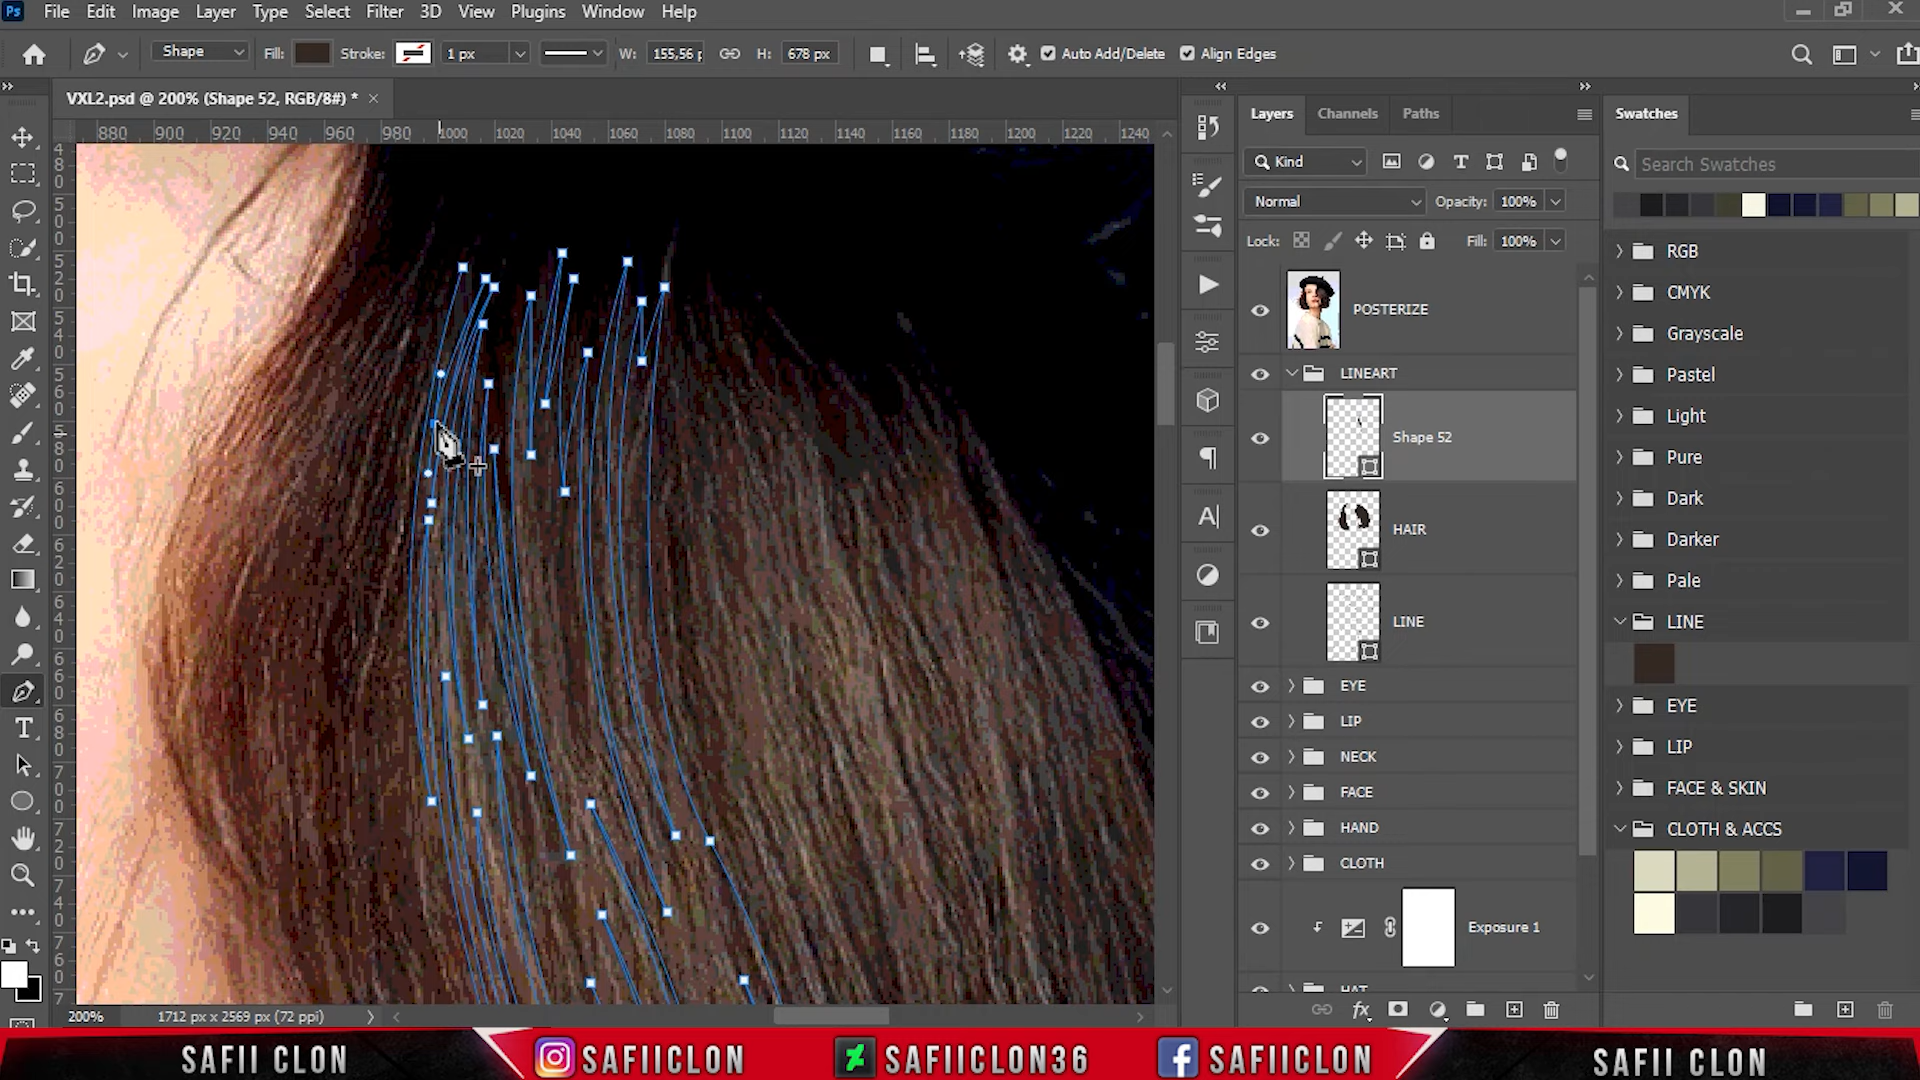 Ps File Edit Image Layer Type Select Filter 3D View Plugins Window Help
Shape Fill: Stroke: 1 px W: 155,56 p H: 678 px Auto Add/Delete Align Edges
VXL2.psd @ 200% (Shape 52, RGB/8#) *
880 900 920 940 960 980 1000 1020 1040 1060 1080 1100 1120 1140 1160 1180 1200 1220 1240
Layers Channels Paths
Kind
Normal Opacity: 100%
Lock: Fill: 100%
POSTERIZE
LINEART
Shape 52
HAIR
LINE
EYE
LIP
NECK
FACE
HAND
CLOTH
Exposure 1
HAT
Swatches
Search Swatches
RGB
CMYK
Grayscale
Pastel
Light
Pure
Dark
Darker
Pale
LINE
EYE
LIP
FACE & SKIN
CLOTH & ACCS
200% 1712 px x 2569 px (72 ppi)
SAFII CLON SAFIICLON SAFIICLON36 SAFIICLON SAFII CLON